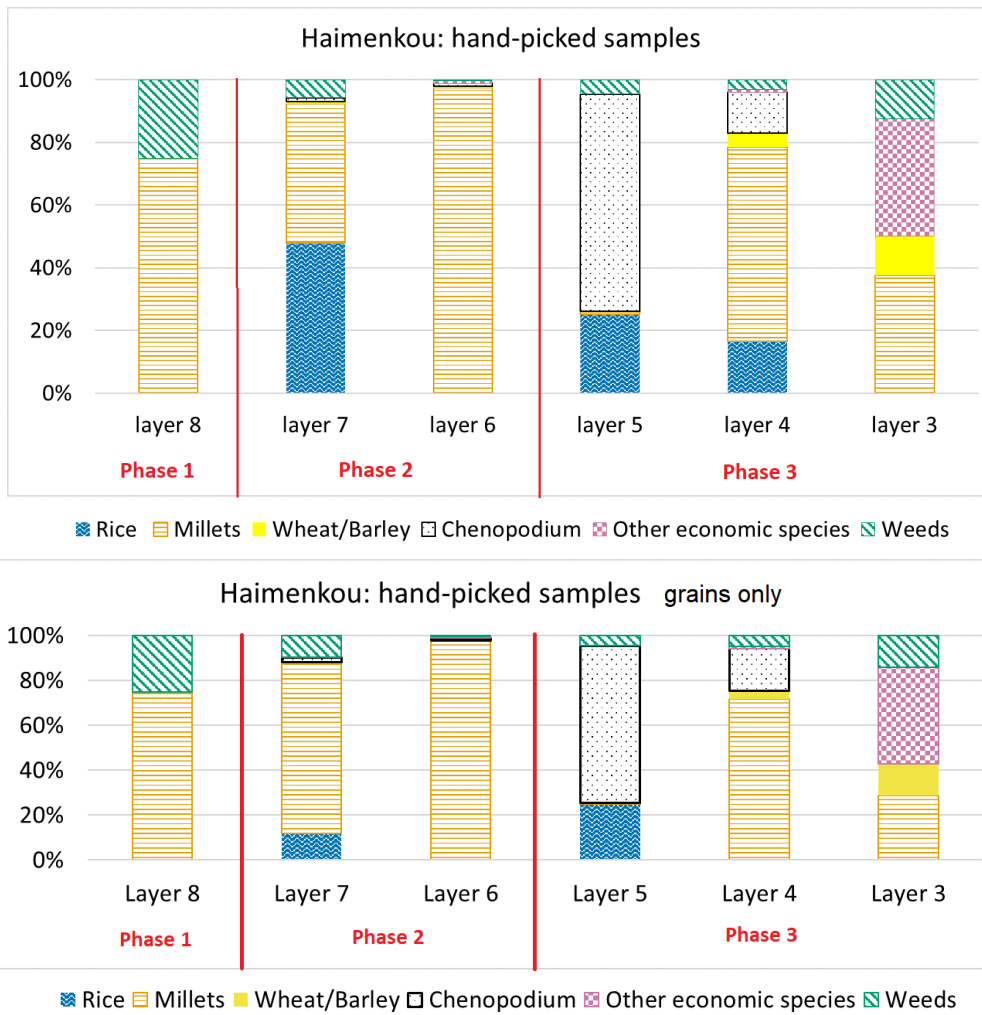 Haimenkou: hand-picked samples
100%
80%
60%
40%
20%
0%
layer 8 layer 7 layer 6 layer 5 layer 4 layer 3
Phase 1 Phase 2 Phase 3
Rice Millets Wheat/Barley Chenopodium Other economic species Weeds
Haimenkou: hand-picked samples grains only
100%
80%
60%
40%
20%
0%
Layer 8 Layer 7 Layer 6 Layer 5 Layer 4 Layer 3
Phase 1 Phase 2 Phase 3
Rice Millets Wheat/Barley Chenopodium Other economic species Weeds